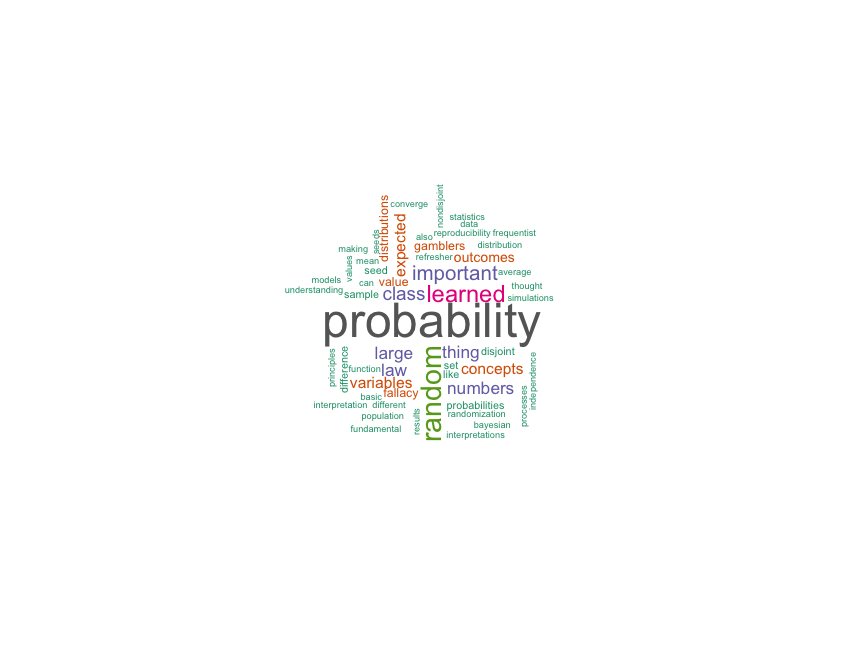 nondisjoint
converge
distributions
statistics
data
expected
seeds
also
reproducibility
frequentist
making
gamblers
distribution
mean
refresher
outcomes
values
seed
important
average
models
can
value
thought
understanding
sample
class
learned
simulations
probability
large
thing
disjoint
principles
difference
function
law
random
set
like
concepts
independence
variables
numbers
basic
fallacy
processes
interpretation
different
probabilities
population
results
randomization
bayesian
fundamental
interpretations